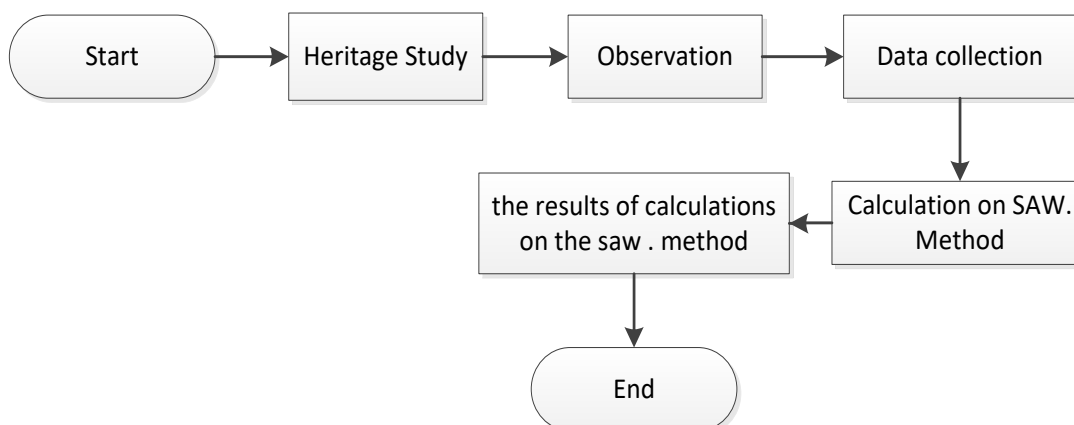 Start
Heritage Study
Observation
Data collection
Calculation on SAW.
Method
the results of calculations
on the saw . method
End